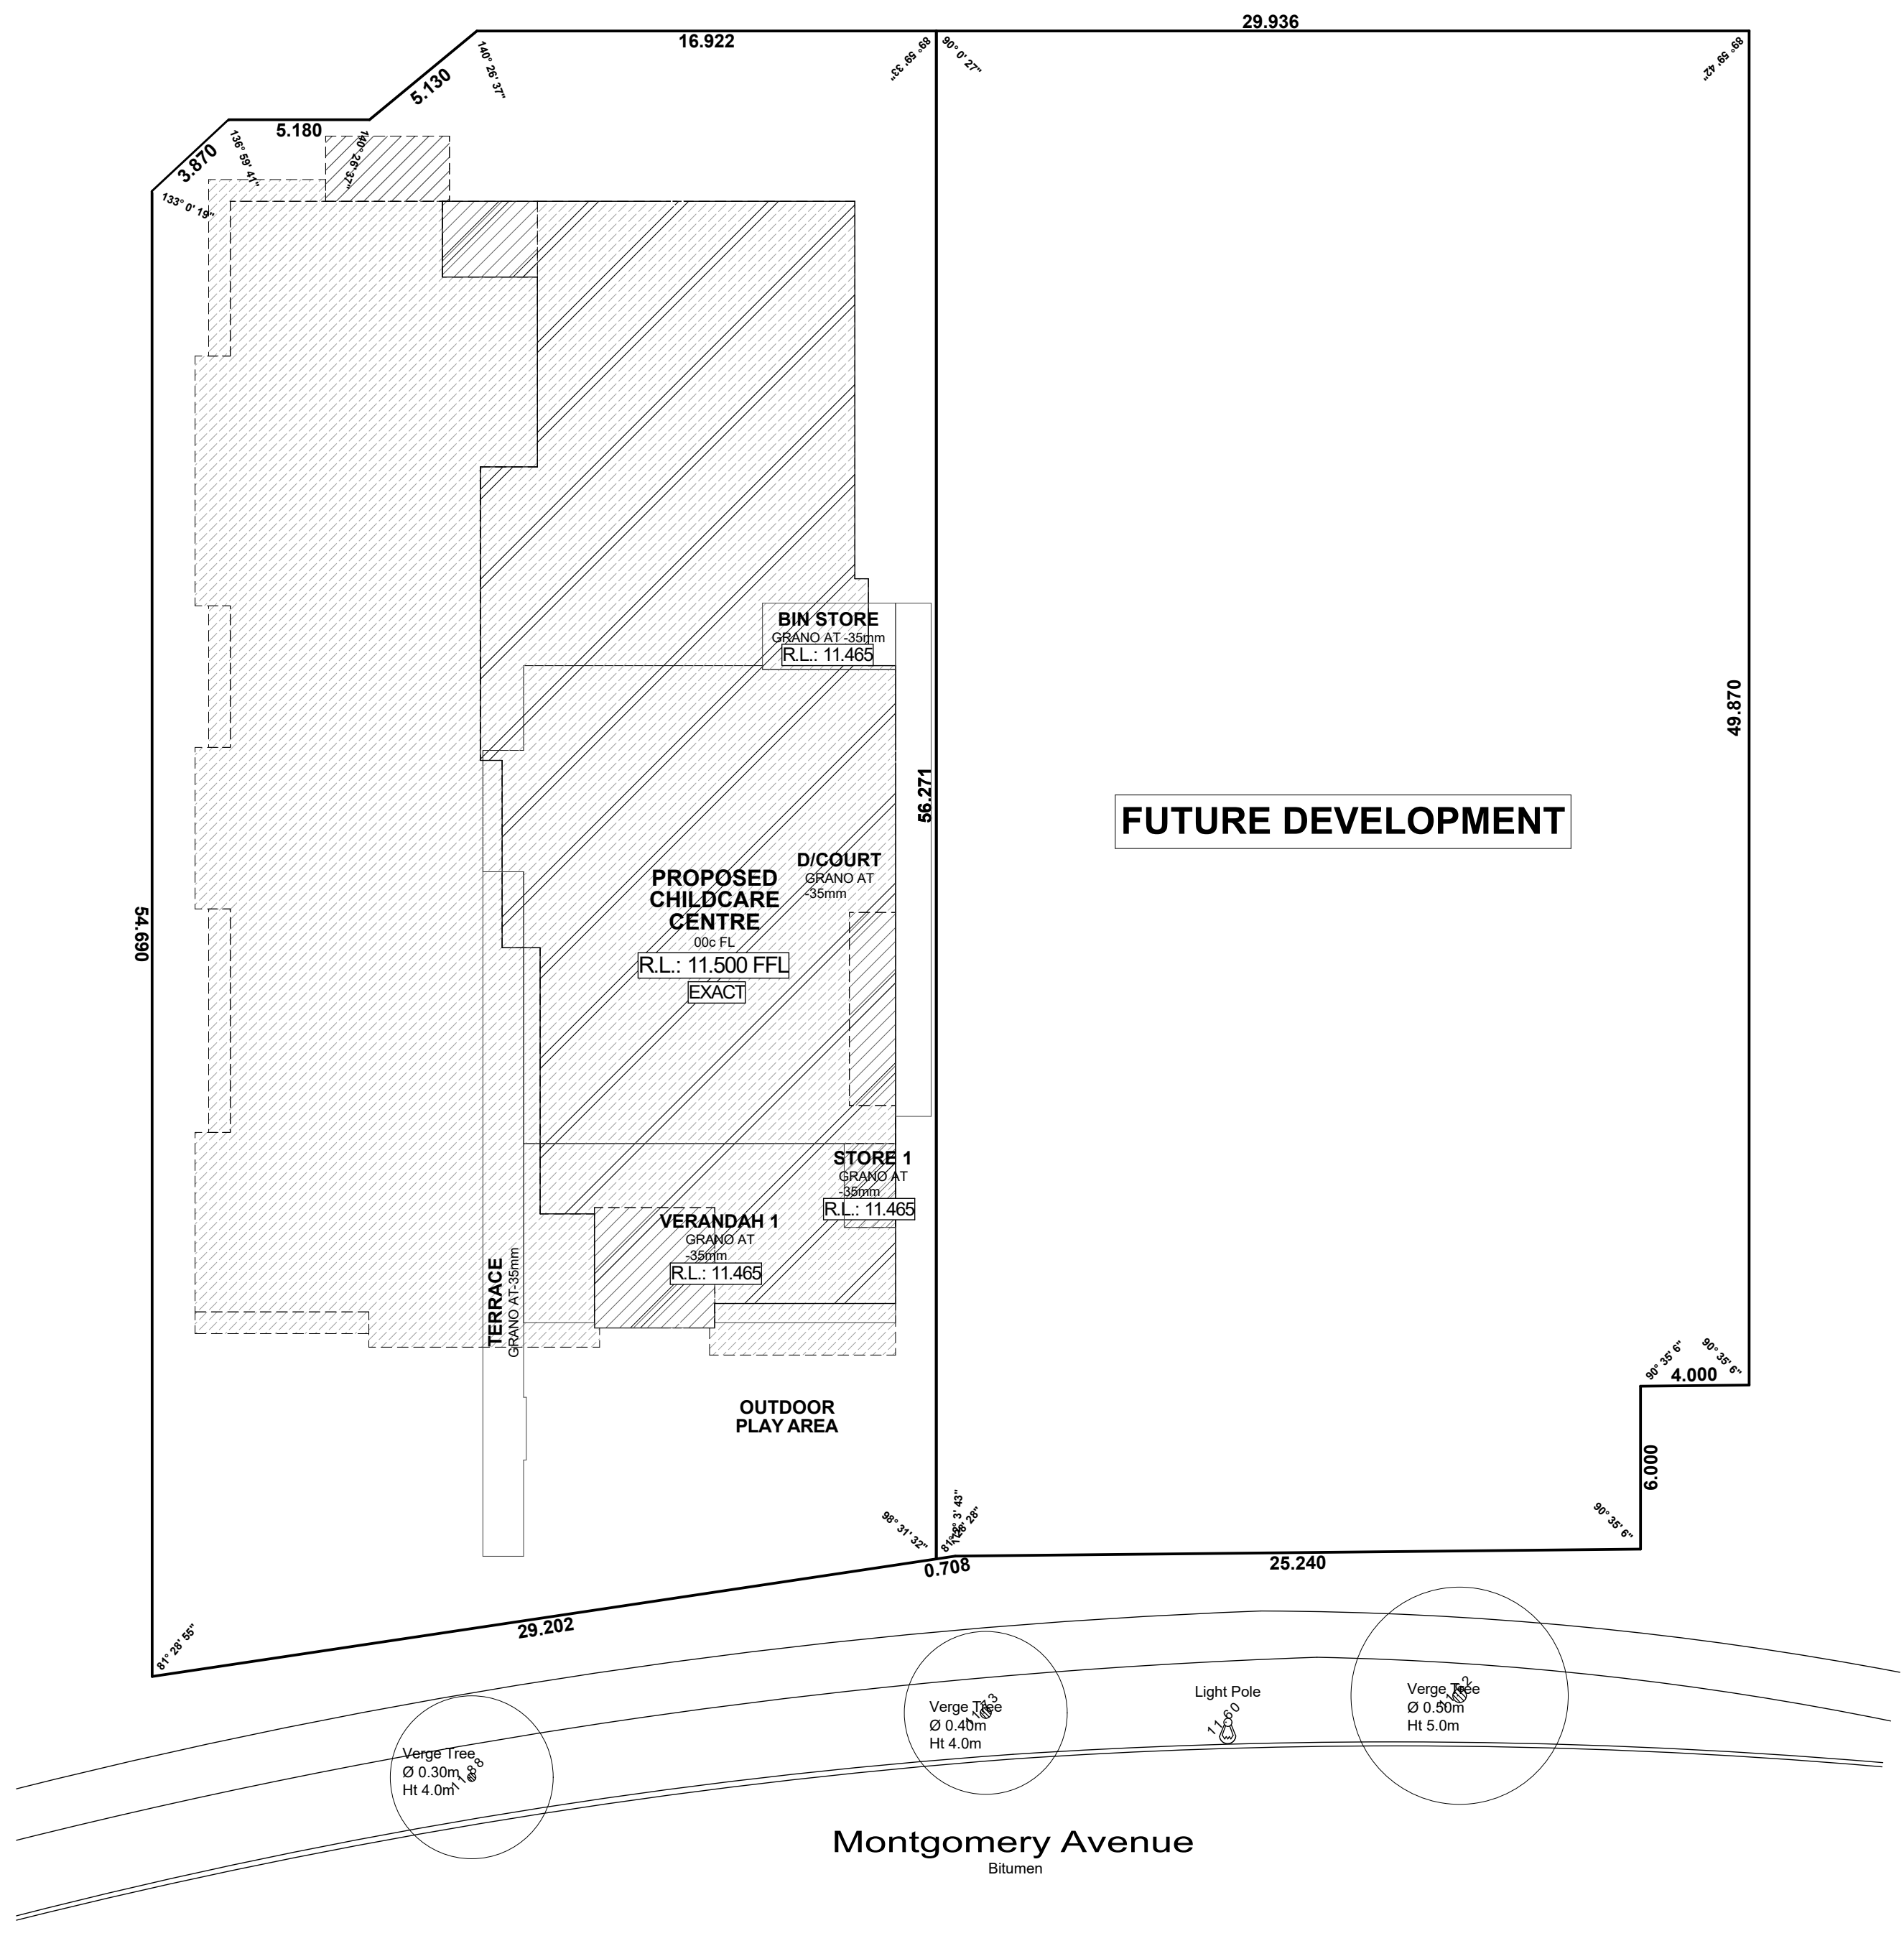 29.936
16.922
89° 59' 33"
90° 0' 27"
89° 59' 42"
140° 26' 37"
5.130
5.180
3.870
136° 59' 41"
140° 26' 37"
133° 0' 19"
BIN STORE
GRANO AT -35mm
R.L.: 11.465
49.870
56.271
FUTURE DEVELOPMENT
D/COURT
GRANO AT
-35mm
PROPOSED
CHILDCARE
CENTRE
00c FL
R.L.: 11.500 FFL
EXACT
54.690
STORE 1
GRANO AT
-35mm
R.L.: 11.465
VERANDAH 1
GRANO AT
-35mm
R.L.: 11.465
TERRACE
GRANO AT-35mm
90° 35' 6"
90° 35' 6"
4.000
OUTDOOR
PLAY AREA
6.000
98° 31' 32"
90° 35' 6"
0.708
25.240
29.202
81° 28' 55"
Light Pole
11.60
Verge Tree
Ø 0.50m
Ht 5.0m
Verge Tree
Ø 0.40m
Ht 4.0m
Verge Tree
Ø 0.30m
Ht 4.0m
Montgomery Avenue
Bitumen